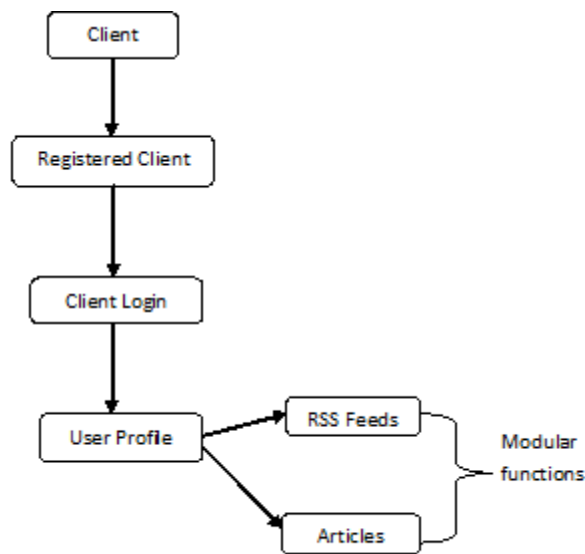 Client
Registered Client
Client Login
User Profile
RSS Feeds
Articles
Modular
functions